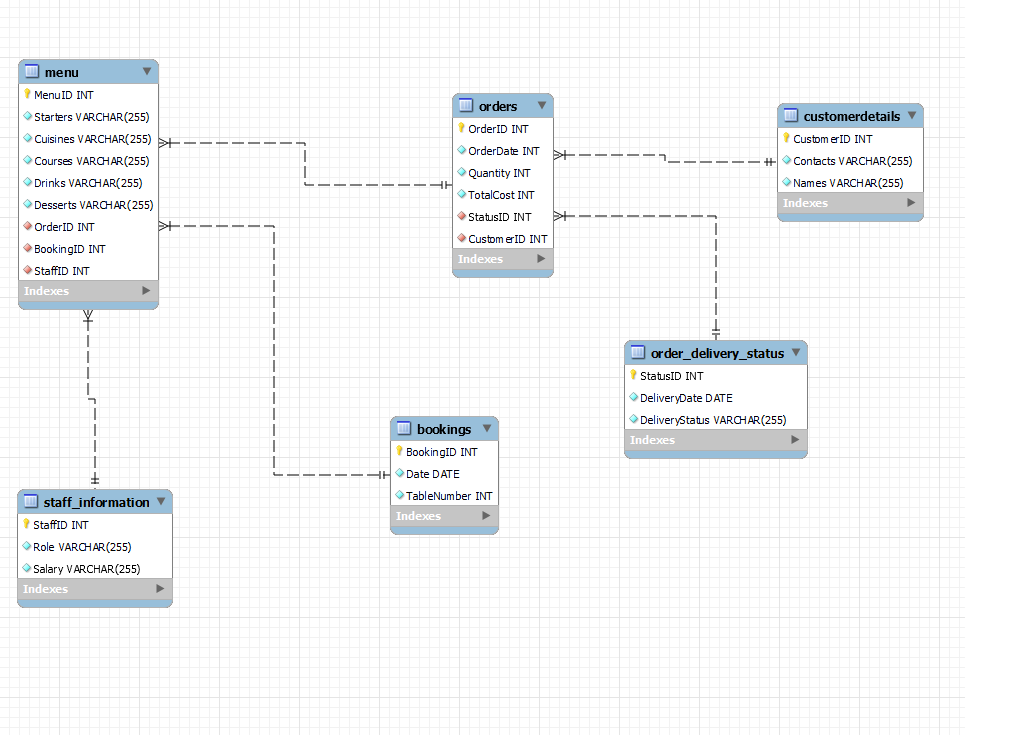 menu
MenuID INT
Starters VARCHAR(255)
Cuisines VARCHAR(255)
Courses VARCHAR(255)
Drinks VARCHAR(255)
Desserts VARCHAR(255)
OrderID INT
BookingID INT
StaffID INT
Indexes
orders
OrderID INT
OrderDate INT
Quantity INT
TotalCost INT
StatusID INT
CustomerID INT
Indexes
customerdetails
CustomerID INT
Contacts VARCHAR(255)
Names VARCHAR(255)
Indexes
order_delivery_status
StatusID INT
DeliveryDate DATE
DeliveryStatus VARCHAR(255)
Indexes
bookings
BookingID INT
Date DATE
TableNumber INT
Indexes
staff_information
StaffID INT
Role VARCHAR(255)
Salary VARCHAR(255)
Indexes